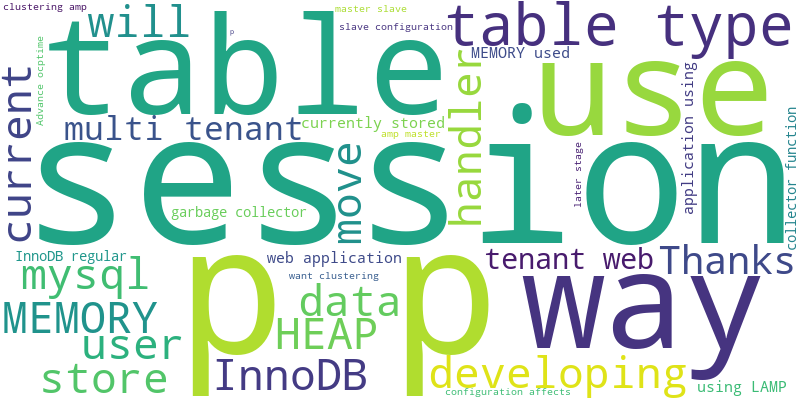 clustering amp
will
master slave
slave configuration
p
table type
table
MEMORY used
Advance ocptime
current
multi tenant
currently stored
amp master
handler
use
application using
later stage
collector function
session
move
garbage collector
InnoDB regular
web application
tenant web
Thanks
want clustering
mysql
MEMORY
data
HEAP
p p
way
user
store
InnoDB
developing
configuration affects
using LAMP